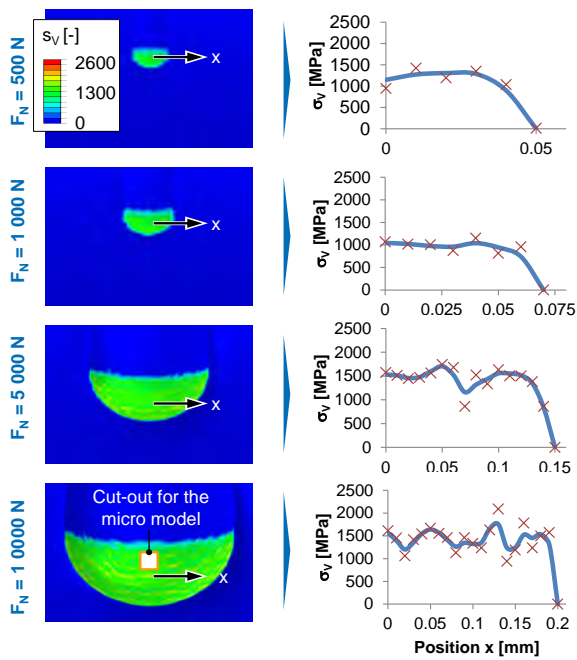 F_N = 500 N
s_V [-]
2600
1300
0
x
σ_V [MPa]
2500
2000
1500
1000
500
0
0 0.05
F_N = 1 000 N
x
σ_V [MPa]
2500
2000
1500
1000
500
0
0 0.025 0.05 0.075
F_N = 5 000 N
x
σ_V [MPa]
2500
2000
1500
1000
500
0
0 0.05 0.1 0.15
F_N = 1 0000 N
Cut-out for the
micro model
x
σ_V [MPa]
2500
2000
1500
1000
500
0
0 0.05 0.1 0.15 0.2
Position x [mm]